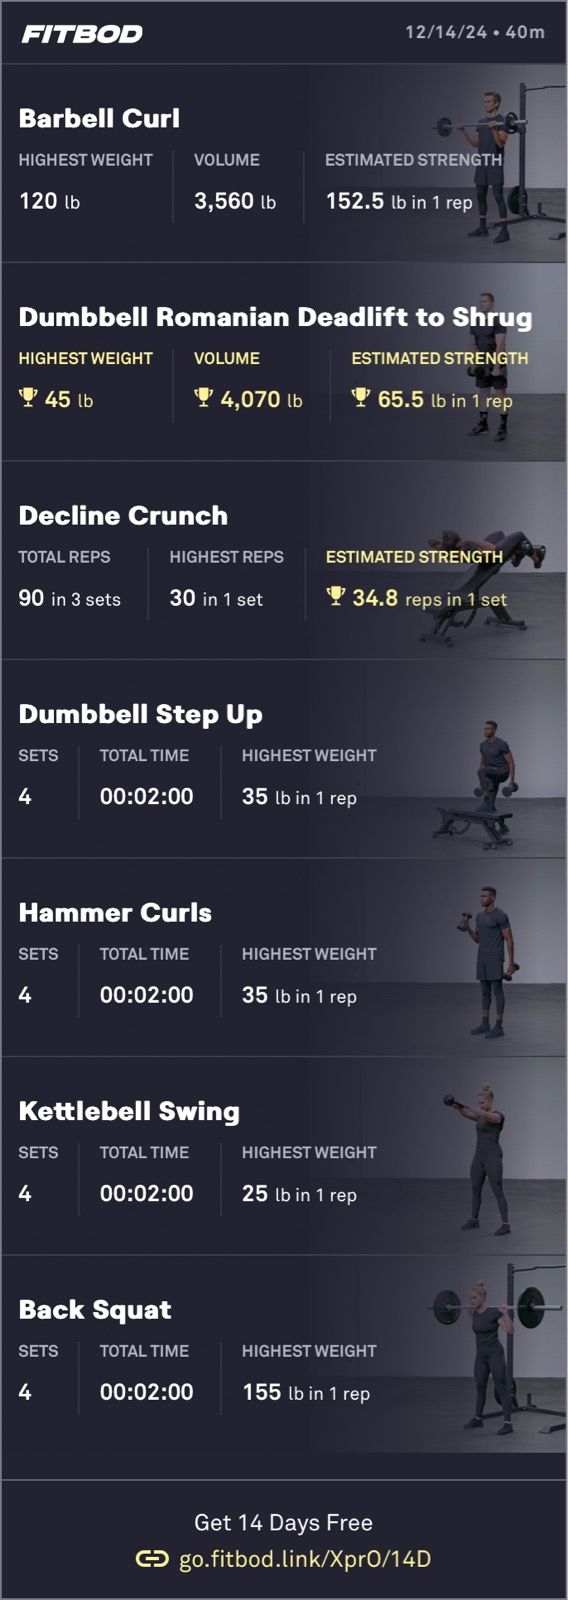 FITBOD
12/14/24 • 40m
Barbell Curl
HIGHEST WEIGHT VOLUME ESTIMATED STRENGTH
120 lb 3,560 lb 152.5 lb in 1 rep
Dumbbell Romanian Deadlift to Shrug
HIGHEST WEIGHT VOLUME ESTIMATED STRENGTH
45 lb 4,070 lb 65.5 lb in 1 rep
Decline Crunch
TOTAL REPS HIGHEST REPS ESTIMATED STRENGTH
90 in 3 sets 30 in 1 set 34.8 reps in 1 set
Dumbbell Step Up
SETS TOTAL TIME HIGHEST WEIGHT
4 00:02:00 35 lb in 1 rep
Hammer Curls
SETS TOTAL TIME HIGHEST WEIGHT
4 00:02:00 35 lb in 1 rep
Kettlebell Swing
SETS TOTAL TIME HIGHEST WEIGHT
4 00:02:00 25 lb in 1 rep
Back Squat
SETS TOTAL TIME HIGHEST WEIGHT
4 00:02:00 155 lb in 1 rep
Get 14 Days Free
go.fitbod.link/XprO/14D